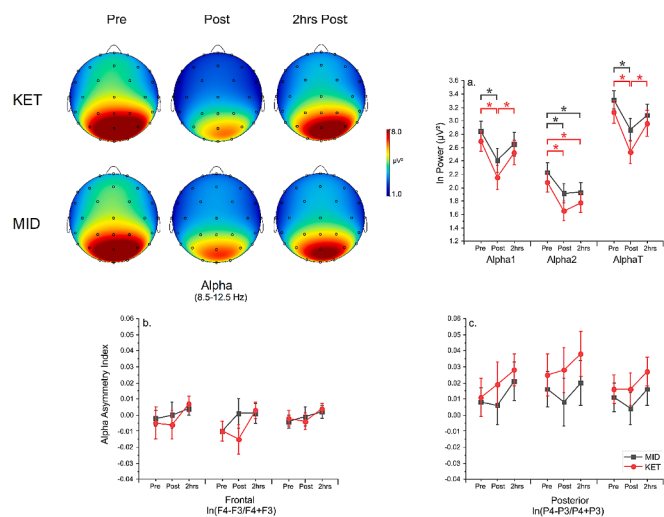 Pre Post 2hrs Post
KET
MID
8.0
μV²
1.0
Alpha
(8.5-12.5 Hz)
a.
ln Power (μV²)
3.6
3.4
3.2
3.0
2.8
2.6
2.4
2.2
2.0
1.8
1.6
1.4
1.2
* * *
* * * *
* * *
Pre Post 2hrs Pre Post 2hrs Pre Post 2hrs
Alpha1 Alpha2 AlphaT
b.
Alpha Asymmetry Index
0.06
0.05
0.04
0.03
0.02
0.01
0.00
-0.01
-0.02
-0.03
-0.04
Pre Post 2hrs Pre Post 2hrs Pre Post 2hrs
Frontal
ln(F4-F3/F4+F3)
c.
0.06
0.05
0.04
0.03
0.02
0.01
0.00
-0.01
-0.02
-0.03
-0.04
MID
KET
Pre Post 2hrs Pre Post 2hrs Pre Post 2hrs
Posterior
ln(P4-P3/P4+P3)